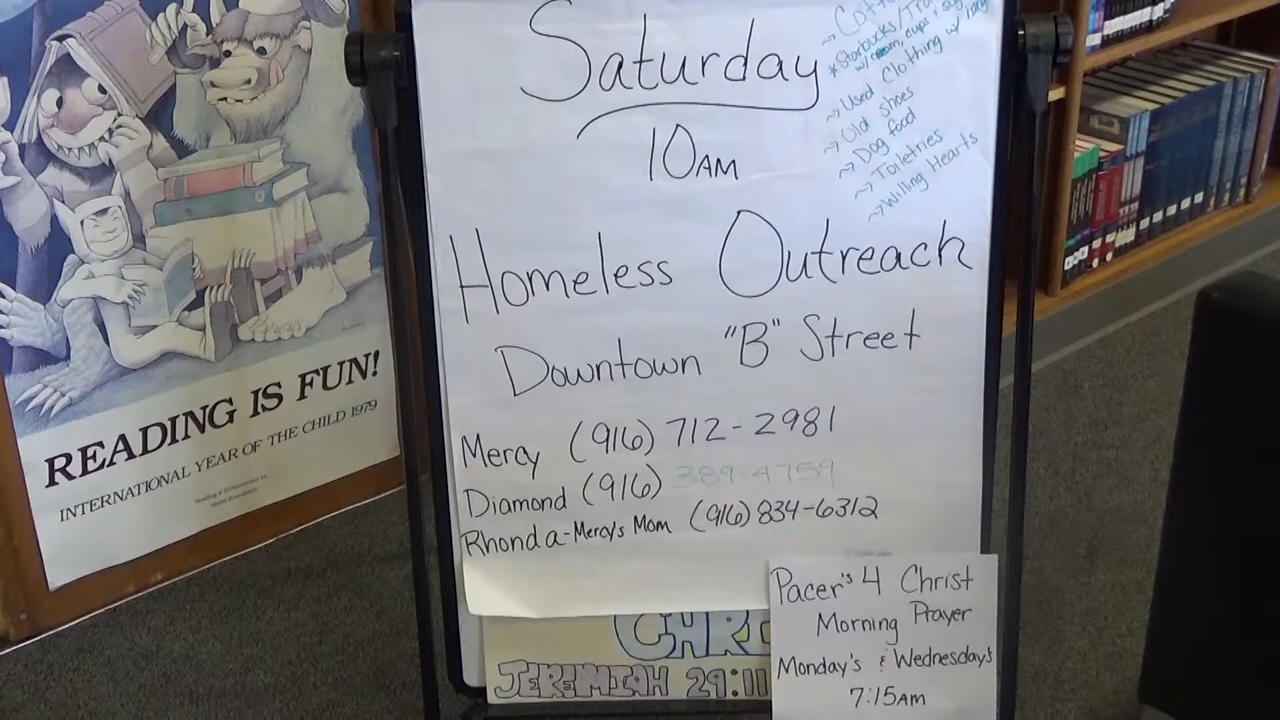 Saturday
10AM
Homeless Outreach
Downtown "B" Street
Mercy (916) 712-2981
Diamond (916) 389-4759
Rhonda-Mercy's Mom (916) 834-6312
~> Used Clothing w/
~> Old shoes
~> Dog food
~> Toiletries
~> Willing Hearts
Pacer's 4 Christ
Morning Prayer
Monday's & Wednesday's
7:15AM
JEREMIAH 29:11
READING IS FUN!
INTERNATIONAL YEAR OF THE CHILD 1979